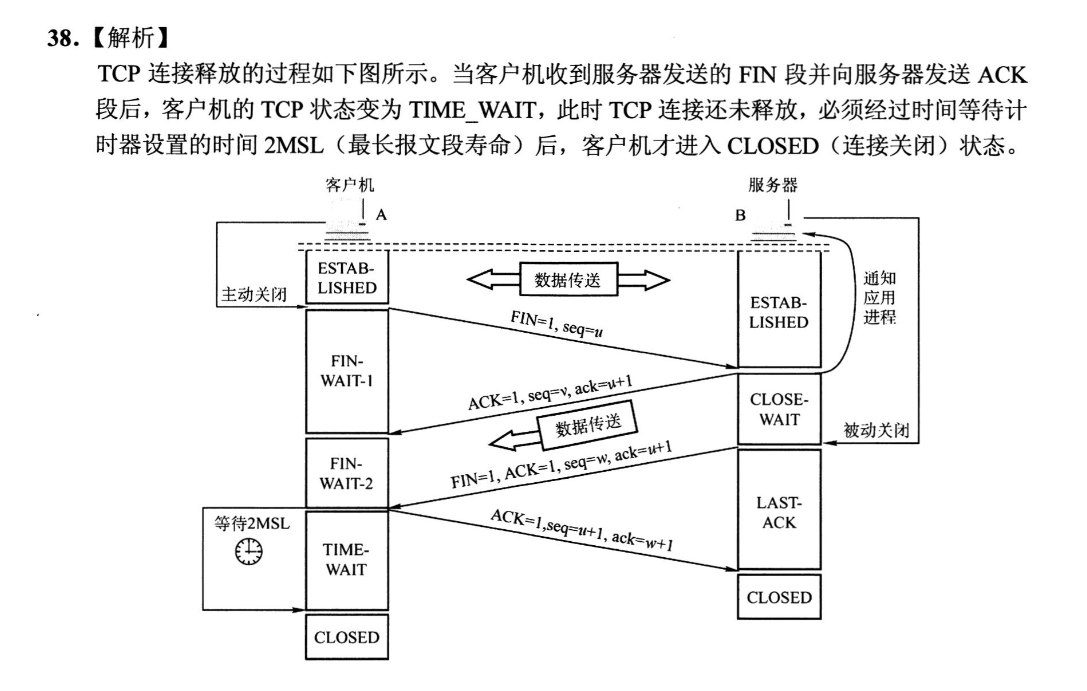 38.【解析】
TCP 连接释放的过程如下图所示。当客户机收到服务器发送的 FIN 段并向服务器发送 ACK
段后，客户机的 TCP 状态变为 TIME_WAIT，此时 TCP 连接还未释放，必须经过时间等待计
时器设置的时间 2MSL（最长报文段寿命）后，客户机才进入 CLOSED（连接关闭）状态。
客户机
服务器
A
B
ESTAB-
LISHED
数据传送
通知
应用
进程
主动关闭
ESTAB-
LISHED
FIN=1, seq=u
FIN-
WAIT-1
ACK=1, seq=v, ack=u+1
CLOSE-
WAIT
数据传送
被动关闭
FIN-
WAIT-2
FIN=1, ACK=1, seq=w, ack=u+1
LAST-
ACK
等待2MSL
ACK=1,seq=u+1, ack=w+1
TIME-
WAIT
CLOSED
CLOSED